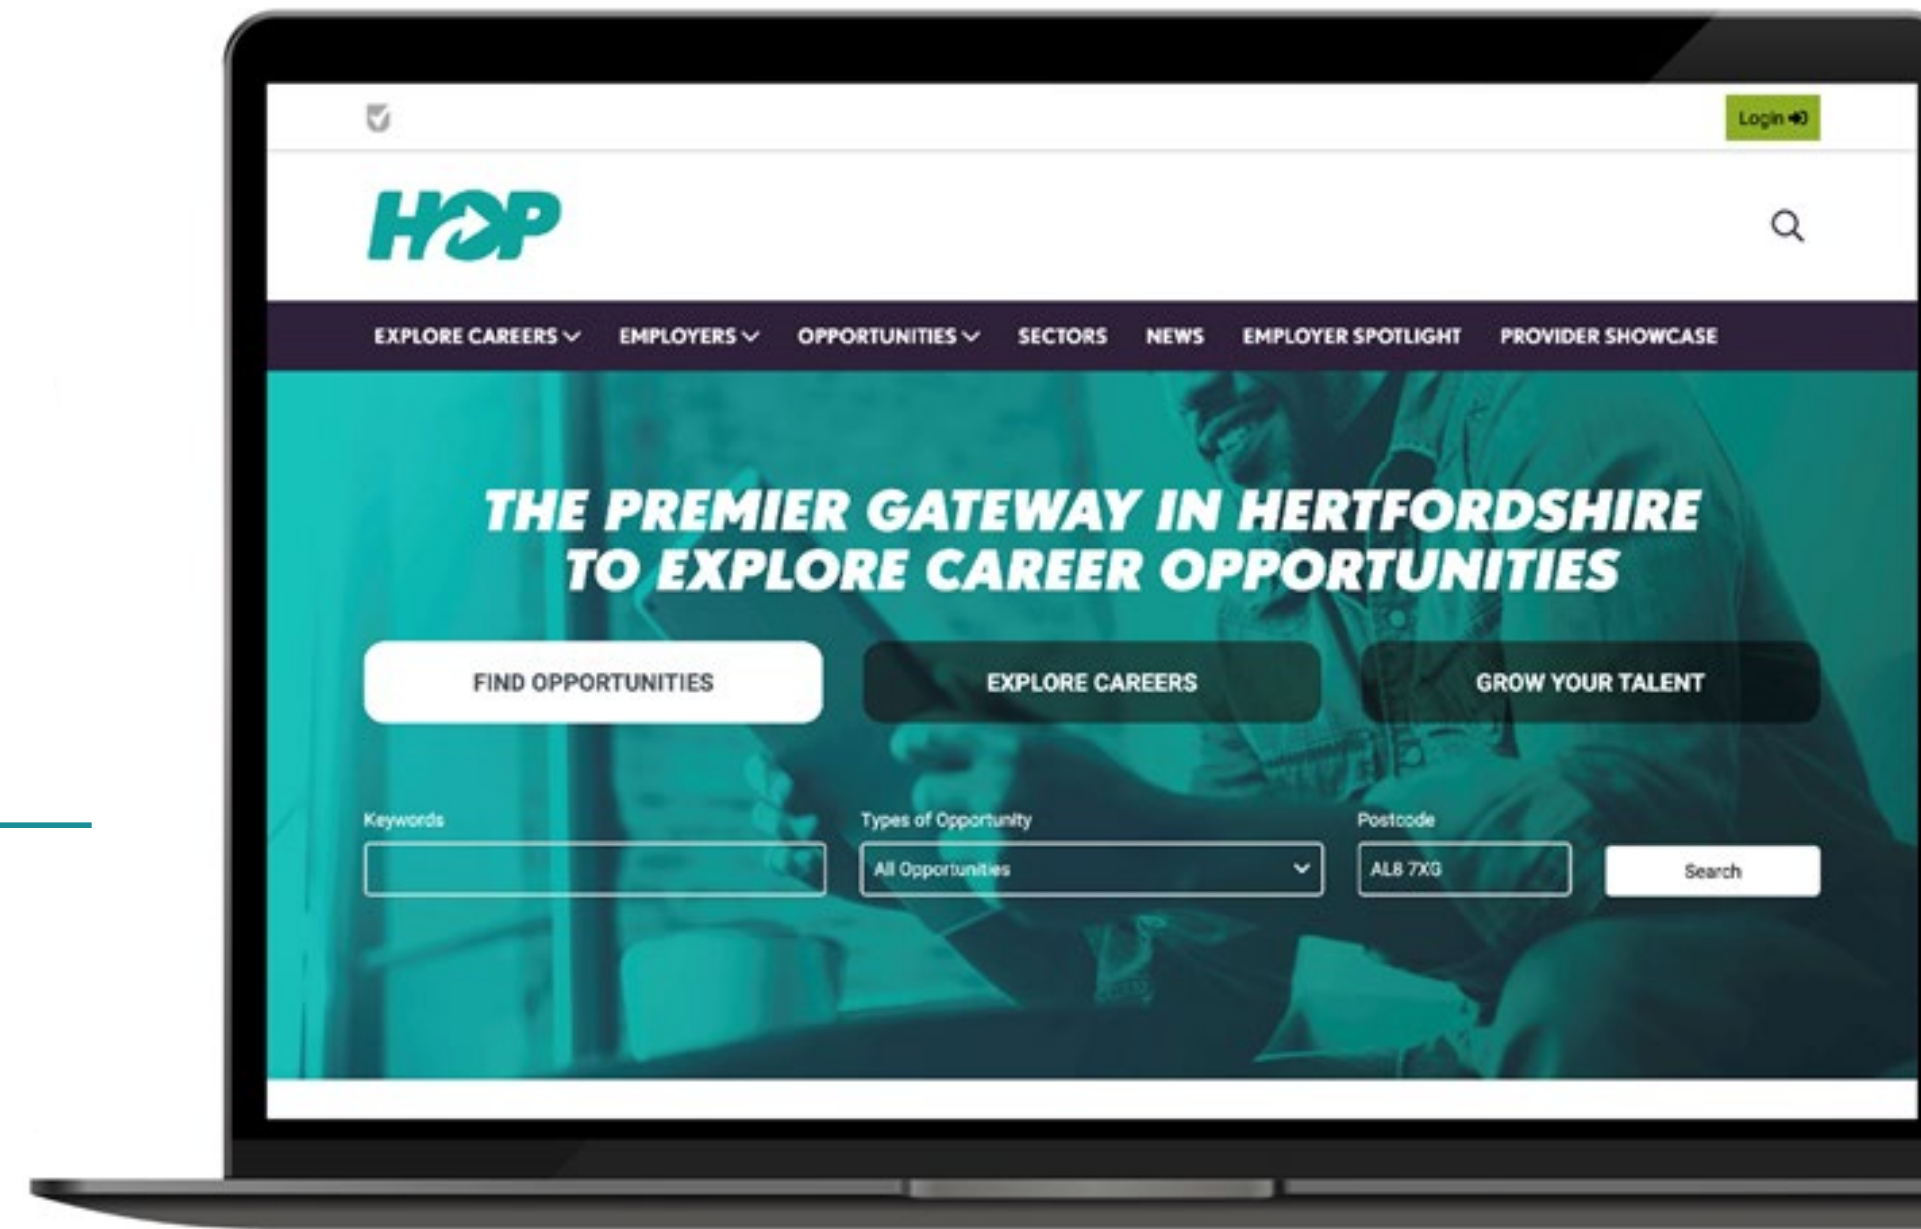 Login
HOP
EXPLORE CAREERS EMPLOYERS OPPORTUNITIES SECTORS NEWS EMPLOYER SPOTLIGHT PROVIDER SHOWCASE
THE PREMIER GATEWAY IN HERTFORDSHIRE
TO EXPLORE CAREER OPPORTUNITIES
FIND OPPORTUNITIES EXPLORE CAREERS GROW YOUR TALENT
Keywords Types of Opportunity Postcode
All Opportunities AL8 7XG Search